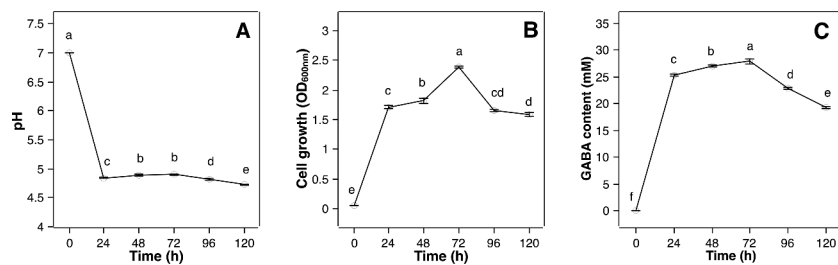 A
7.5
7
6.5
6
5.5
5
4.5
4
pH
a
c
b
b
d
e
0 24 48 72 96 120
Time (h)
B
3
2.5
2
1.5
1
0.5
0
Cell growth (OD600nm)
e
c
b
a
cd
d
0 24 48 72 96 120
Time (h)
C
35
30
25
20
15
10
5
0
GABA content (mM)
f
c
b
a
d
e
0 24 48 72 96 120
Time (h)